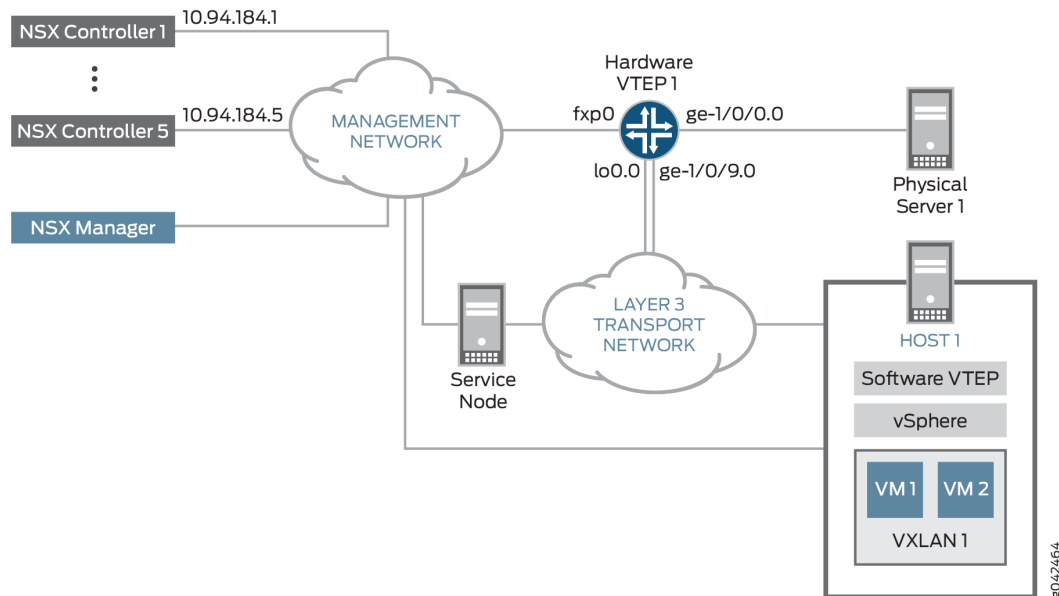 NSX Controller 1
10.94.184.1
NSX Controller 5
10.94.184.5
NSX Manager
MANAGEMENT
NETWORK
Hardware
VTEP 1
fxp0
ge-1/0/0.0
lo0.0
ge-1/0/9.0
Physical
Server 1
LAYER 3
TRANSPORT
NETWORK
Service
Node
HOST 1
Software VTEP
vSphere
VM 1
VM 2
VXLAN 1
g042464